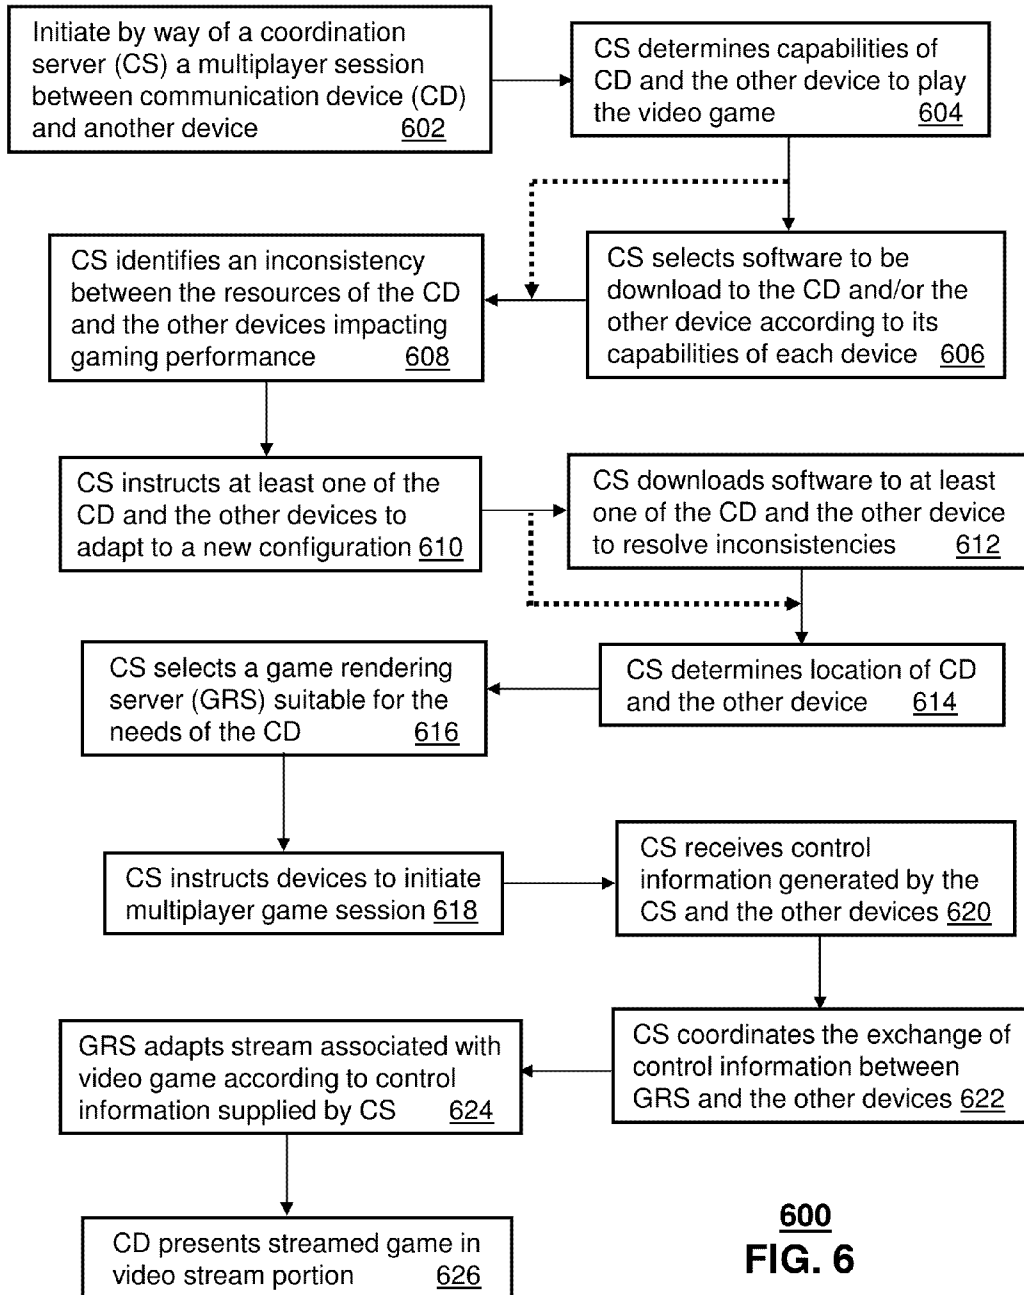 Initiate by way of a coordination
server (CS) a multiplayer session
between communication device (CD)
and another device 602
CS determines capabilities of
CD and the other device to play
the video game 604
CS selects software to be
download to the CD and/or the
other device according to its
capabilities of each device 606
CS identifies an inconsistency
between the resources of the CD
and the other devices impacting
gaming performance 608
CS instructs at least one of the
CD and the other devices to
adapt to a new configuration 610
CS downloads software to at least
one of the CD and the other device
to resolve inconsistencies 612
CS determines location of CD
and the other device 614
CS selects a game rendering
server (GRS) suitable for the
needs of the CD 616
CS instructs devices to initiate
multiplayer game session 618
CS receives control
information generated by the
CS and the other devices 620
CS coordinates the exchange of
control information between
GRS and the other devices 622
GRS adapts stream associated with
video game according to control
information supplied by CS 624
CD presents streamed game in
video stream portion 626
600
FIG. 6